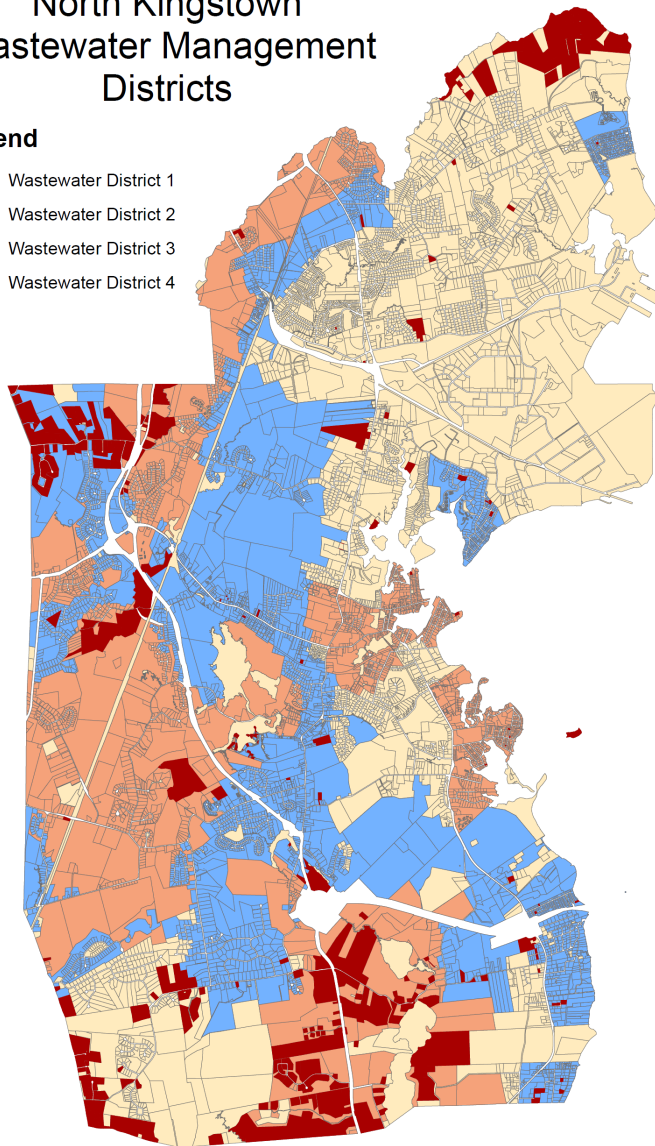 North Kingstown
astewater Management
Districts
end
Wastewater District 1
Wastewater District 2
Wastewater District 3
Wastewater District 4